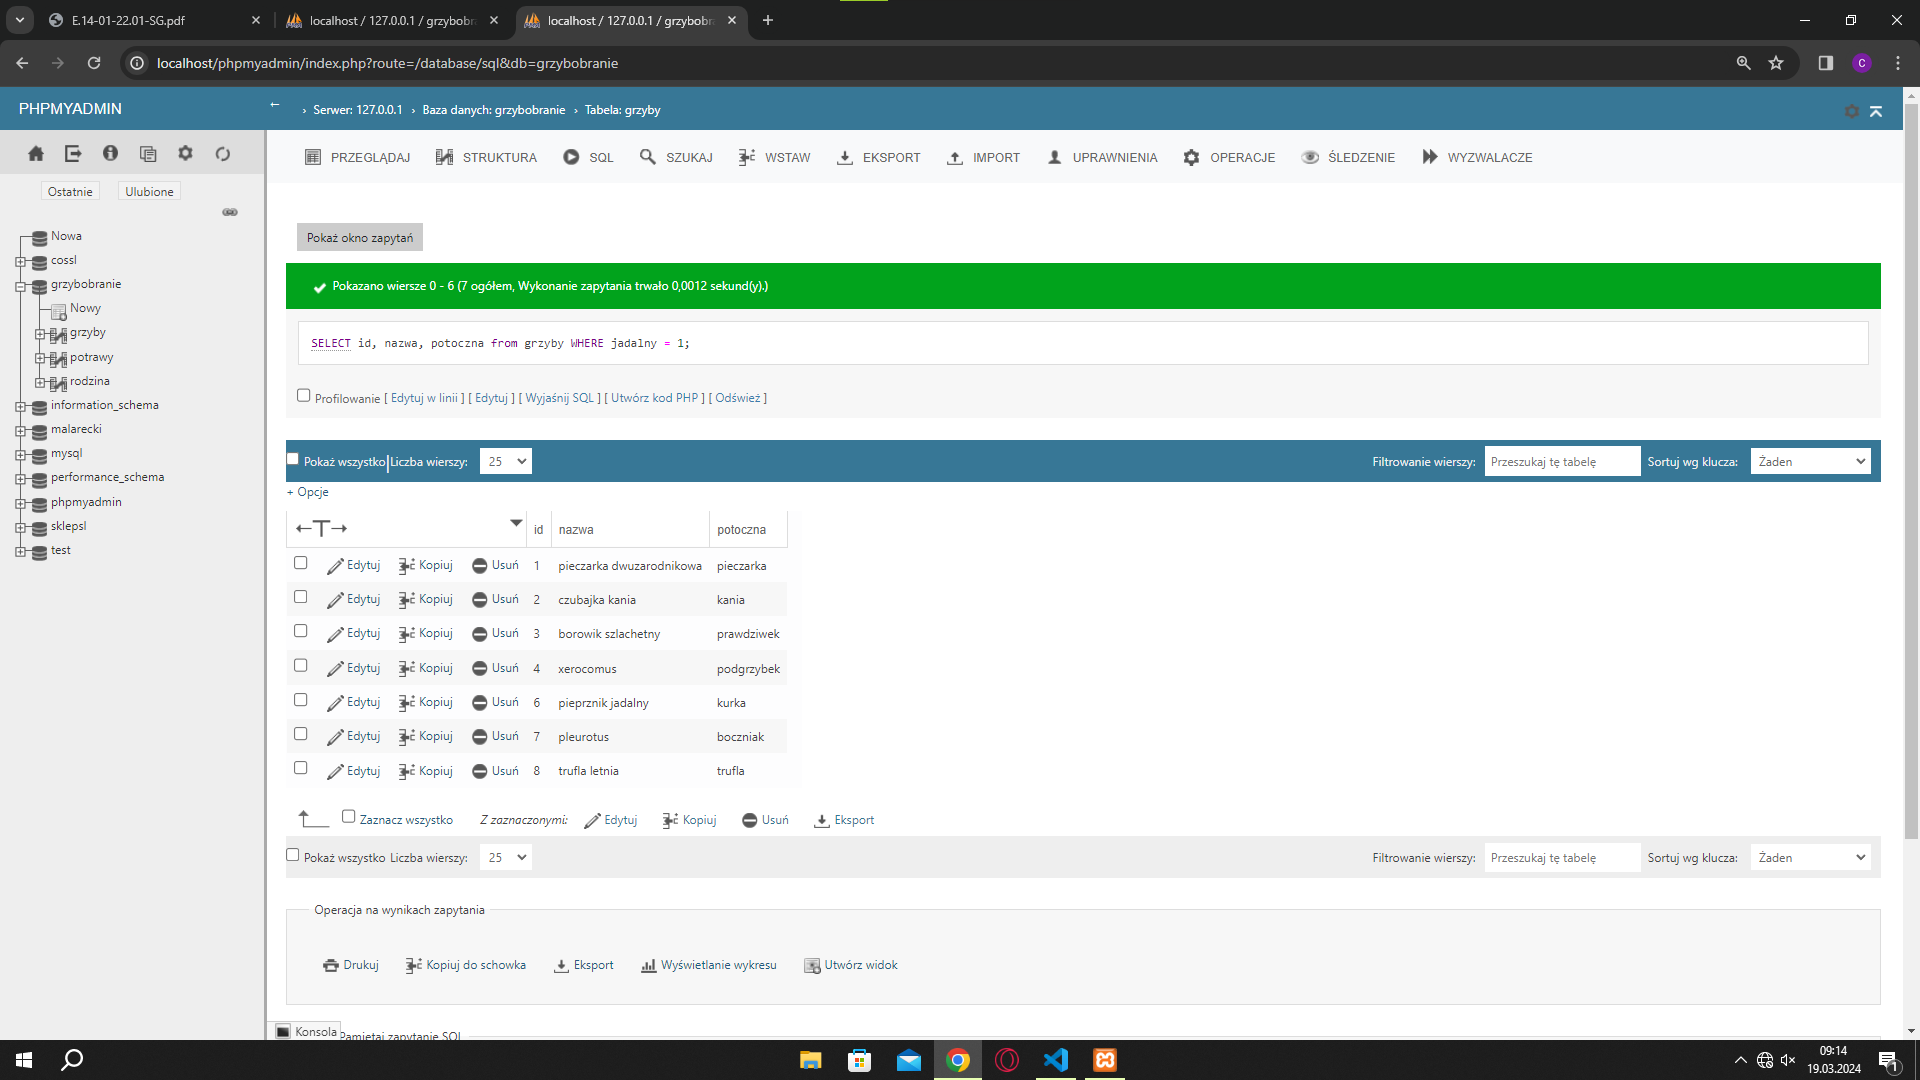 E.14-01-22.01-SG.pdf
localhost / 127.0.0.1 / grzybobr
localhost / 127.0.0.1 / grzybobr
localhost/phpmyadmin/index.php?route=/database/sql&db=grzybobranie
C
PHPMYADMIN
Serwer: 127.0.0.1 › Baza danych: grzybobranie › Tabela: grzyby
PRZEGLĄDAJ STRUKTURA SQL SZUKAJ WSTAW EKSPORT IMPORT UPRAWNIENIA OPERACJE ŚLEDZENIE WYZWALACZE
Ostatnie Ulubione
Nowa
cossl
grzybobranie
Nowy
grzyby
potrawy
rodzina
information_schema
malarecki
mysql
performance_schema
phpmyadmin
sklepsl
test
Pokaż okno zapytań
Pokazano wiersze 0 - 6 (7 ogółem, Wykonanie zapytania trwało 0,0012 sekund(y).)
SELECT id, nazwa, potoczna from grzyby WHERE jadalny = 1;
Profilowanie [ Edytuj w linii ] [ Edytuj ] [ Wyjaśnij SQL ] [ Utwórz kod PHP ] [ Odśwież ]
Pokaż wszystko Liczba wierszy: 25 Filtrowanie wierszy: Przeszukaj tę tabelę Sortuj wg klucza: Żaden
+ Opcje
←T→ id nazwa potoczna
Edytuj Kopiuj Usuń 1 pieczarka dwuzarodnikowa pieczarka
Edytuj Kopiuj Usuń 2 czubajka kania kania
Edytuj Kopiuj Usuń 3 borowik szlachetny prawdziwek
Edytuj Kopiuj Usuń 4 xerocomus podgrzybek
Edytuj Kopiuj Usuń 6 pieprznik jadalny kurka
Edytuj Kopiuj Usuń 7 pleurotus boczniak
Edytuj Kopiuj Usuń 8 trufla letnia trufla
Zaznacz wszystko Z zaznaczonymi: Edytuj Kopiuj Usuń Eksport
Pokaż wszystko Liczba wierszy: 25 Filtrowanie wierszy: Przeszukaj tę tabelę Sortuj wg klucza: Żaden
Operacja na wynikach zapytania
Drukuj Kopiuj do schowka Eksport Wyświetlanie wykresu Utwórz widok
Konsola
Pamiętaj zapytanie SQL
09:14
19.03.2024
1